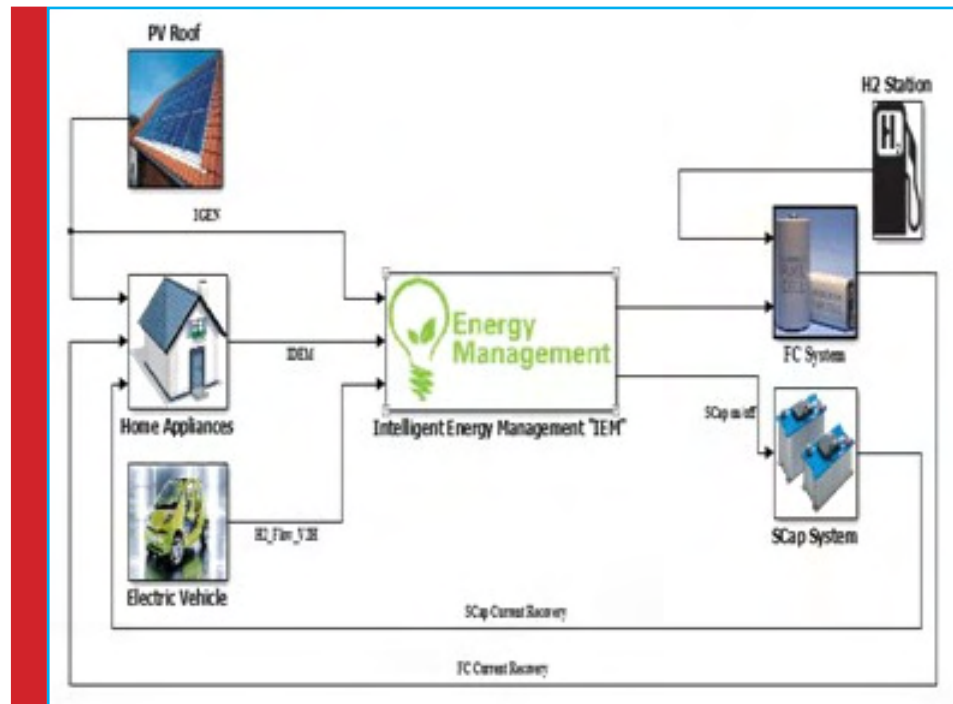 PV Roof
H2 Station
IGEN
Energy
Management
IDEM
FC System
Home Appliances
Intelligent Energy Management "IEM"
SCap on/off
H2_Flow_V2H
SCap System
Electric Vehicle
SCap Current Recovery
FC Current Recovery